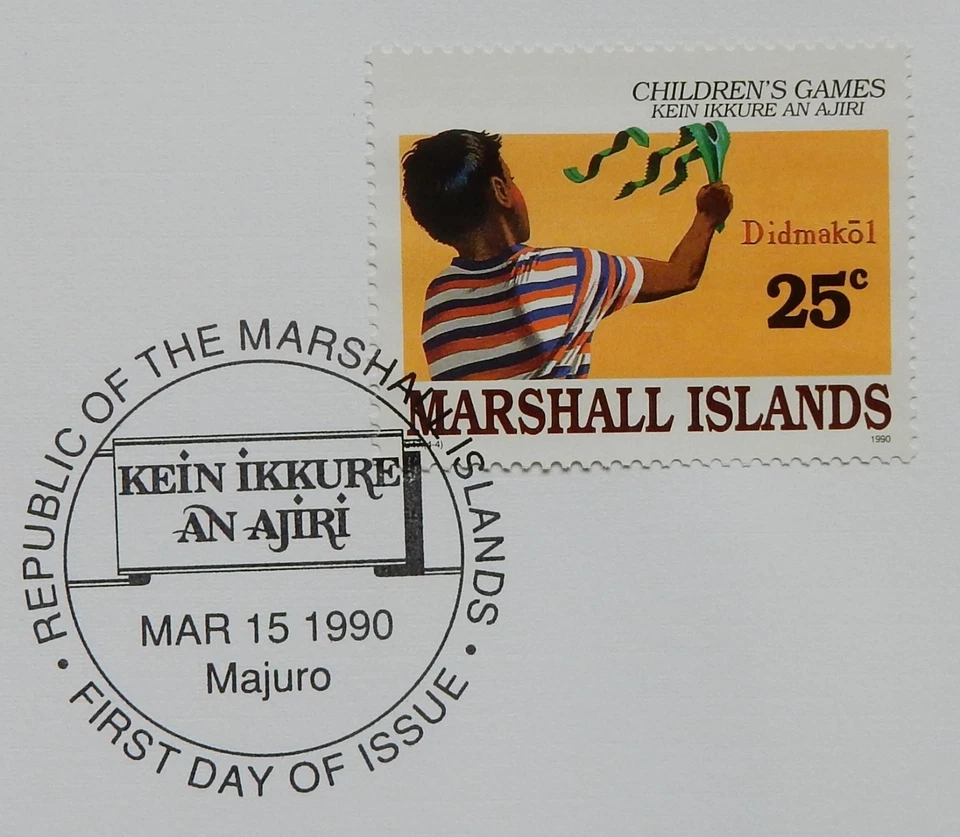 CHILDREN'S GAMES
KEIN IKKURE AN AJIRI
Didmakōl
25c
MARSHALL ISLANDS
1990
REPUBLIC OF THE MARSHALL ISLANDS
KEiN iKKURE
AN AJiRi
MAR 15 1990
Majuro
• FIRST DAY OF ISSUE •